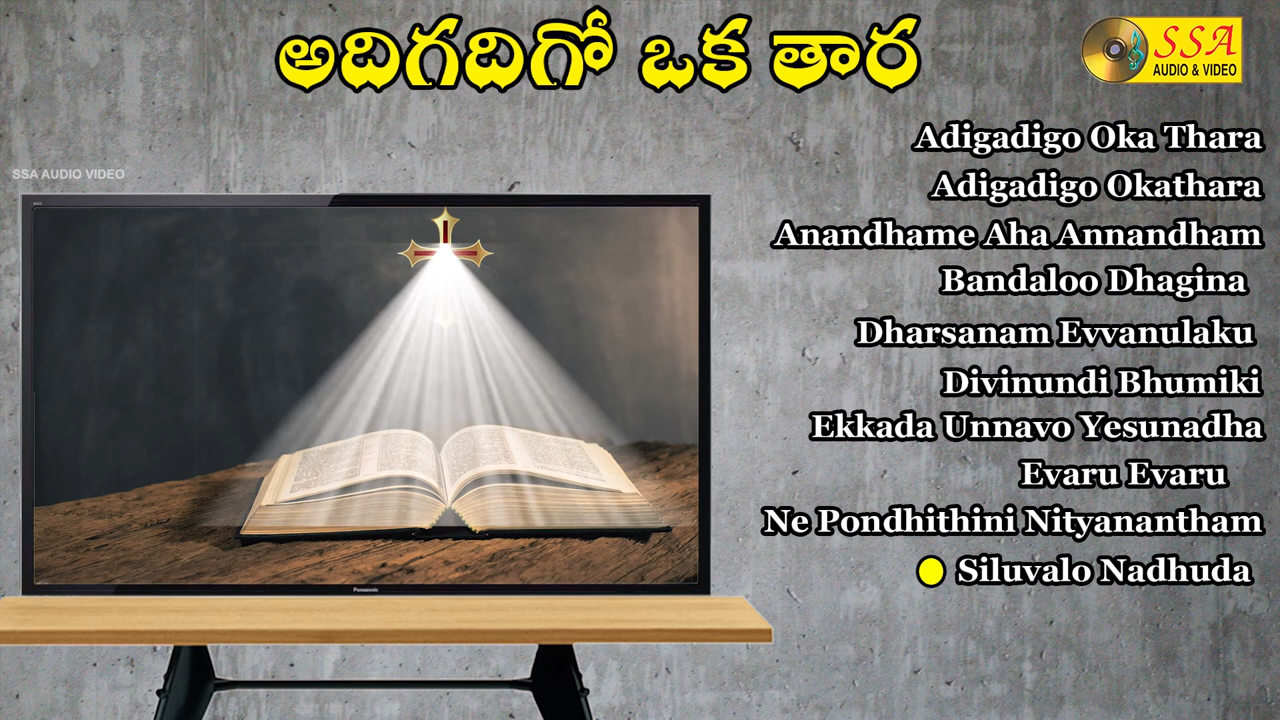 అదిగదిగో ఒక తార
SSA
AUDIO & VIDEO
Adigadigo Oka Thara
SSA AUDIO VIDEO
Adigadigo Okathara
Anandhame Aha Annandham
Bandaloo Dhagina
Dharsanam Evvanulaku
Divinundi Bhumiki
Ekkada Unnavo Yesunadha
Evaru Evaru
Ne Pondhithini Nityanantham
Siluvalo Nadhuda
Panasonic